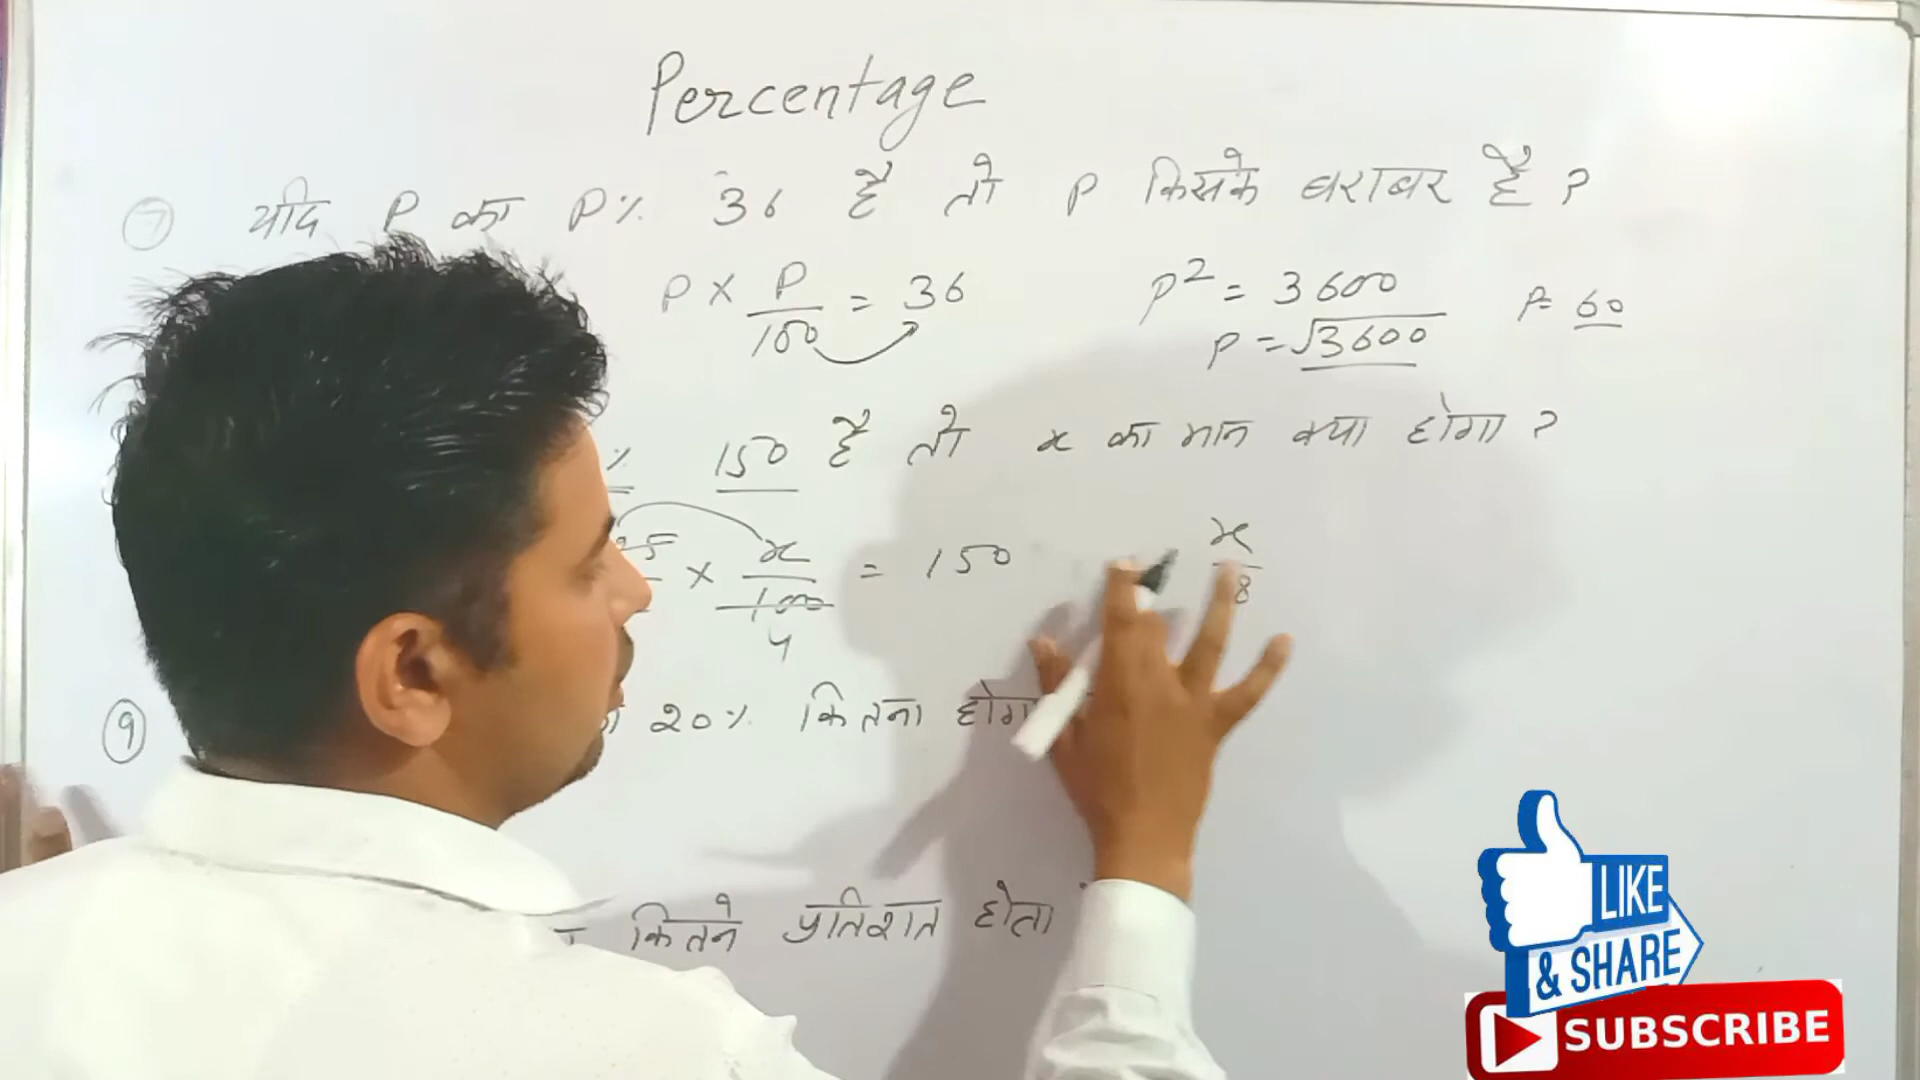 Percentage
7 यदि P का P% 36 है तो P किसके बराबर है ?
P × P/100 = 36
P² = 3600
P = √3600
P = 60
% 150 है तो x का मान क्या होगा ?
× x/100 = 150
4
x
8
9 20% कितना
कितने प्रतिशत होता
LIKE
& SHARE
SUBSCRIBE